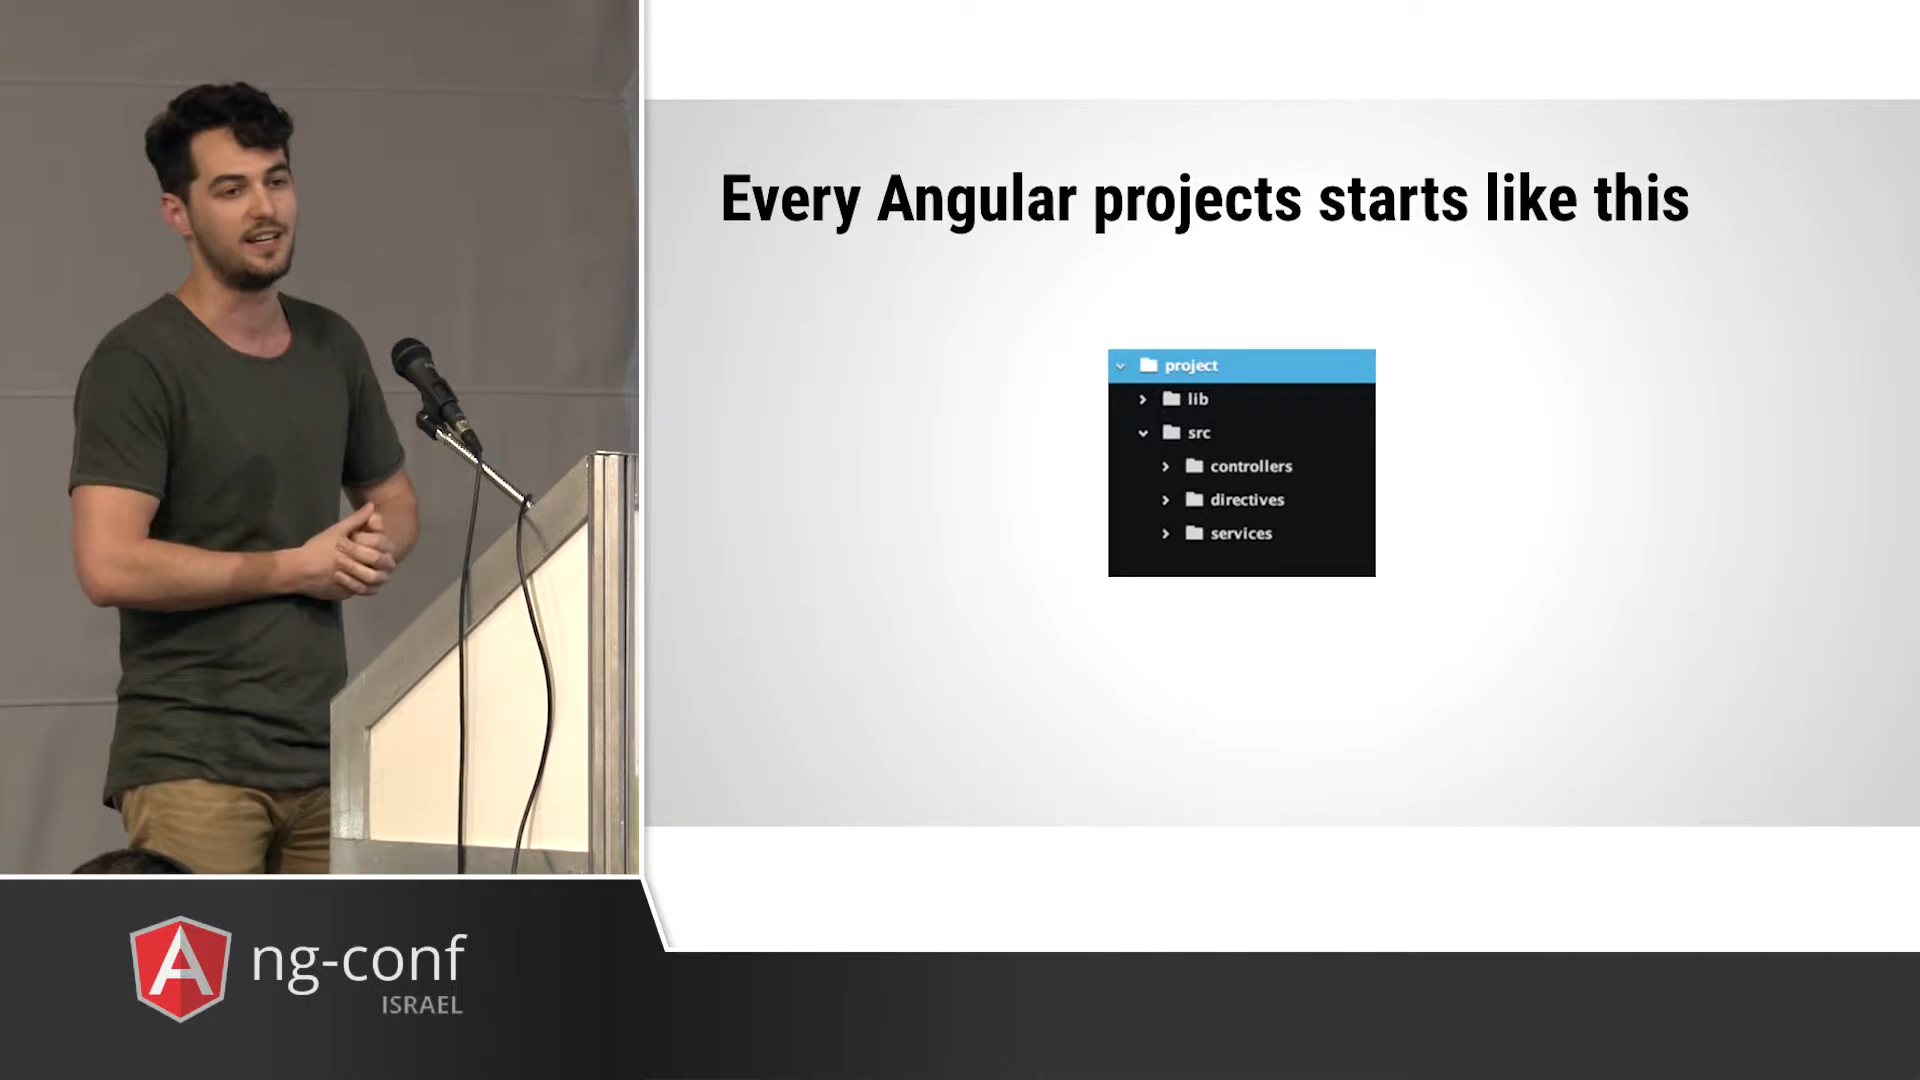 Every Angular projects starts like this
project
lib
src
controllers
directives
services
ng-conf
ISRAEL